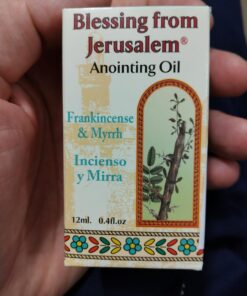 Blessing from
Jerusalem®
Anointing Oil
Frankincense
& Myrrh
Incienso
y Mirra
12ml. 0.4fl.oz